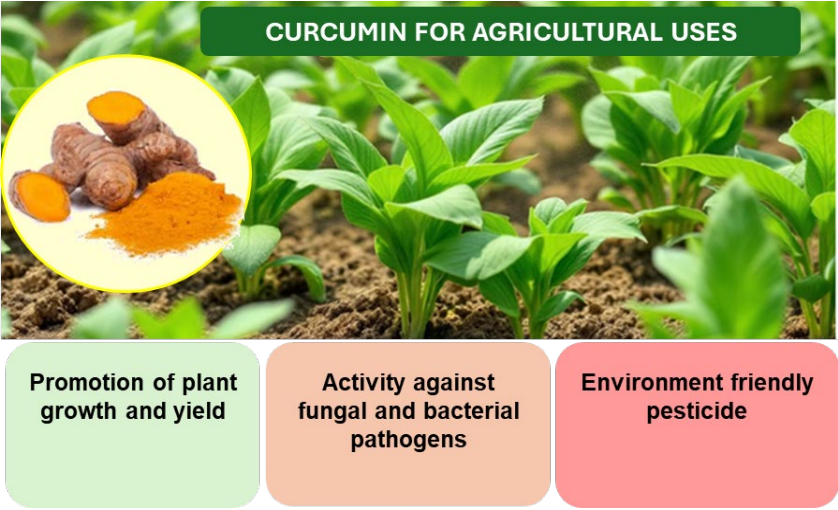 CURCUMIN FOR AGRICULTURAL USES
Promotion of plant
growth and yield
Activity against
fungal and bacterial
pathogens
Environment friendly
pesticide